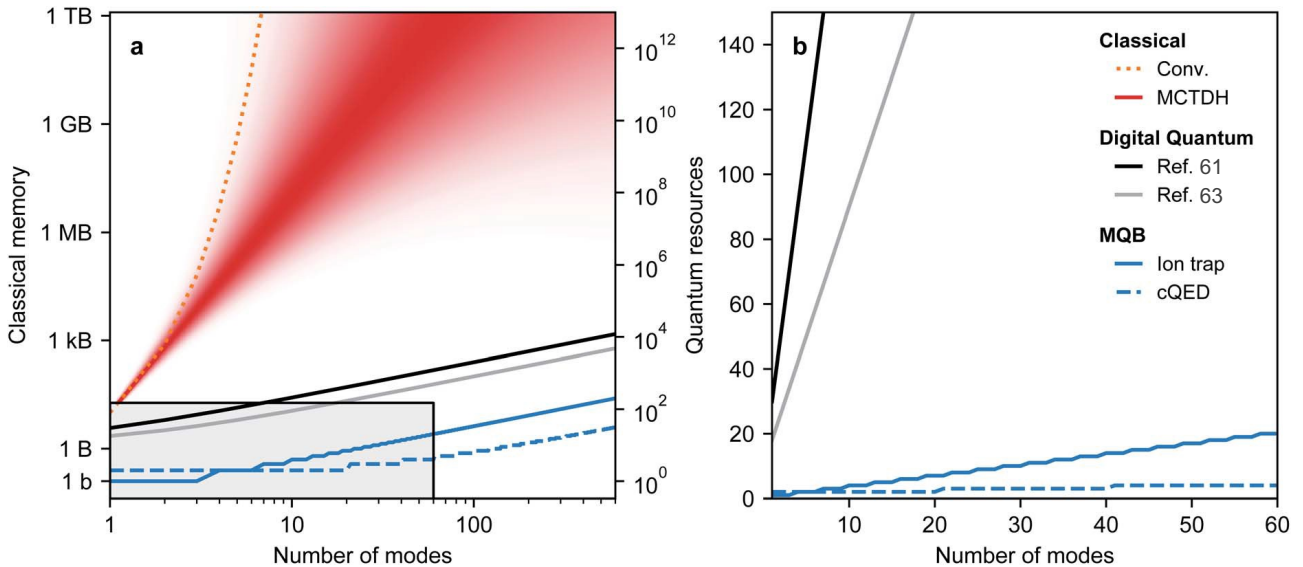 a
Classical memory
1 TB
1 GB
1 MB
1 kB
1 B
1 b
10^12
10^10
10^8
10^6
10^4
10^2
10^0
1
10
100
Number of modes
b
Quantum resources
140
120
100
80
60
40
20
0
10
20
30
40
50
60
Number of modes
Classical
Conv.
MCTDH
Digital Quantum
Ref. 61
Ref. 63
MQB
Ion trap
cQED